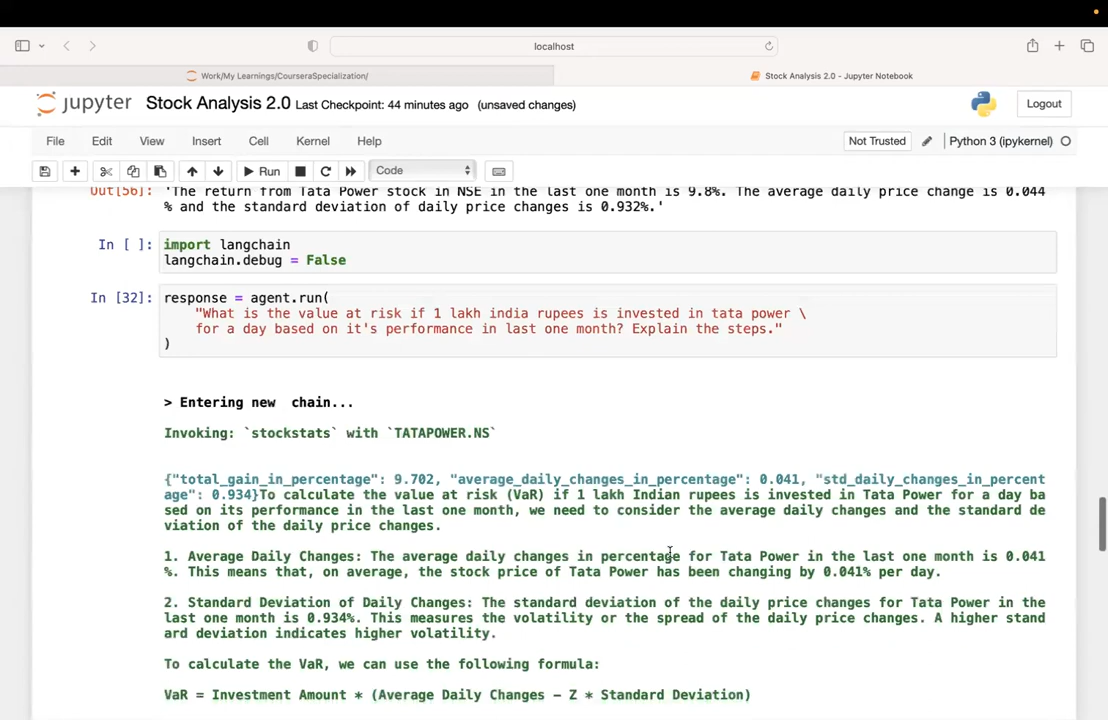 localhost
Work/My Learnings/CourseraSpecialization/
Stock Analysis 2.0 - Jupyter Notebook
Jupyter Stock Analysis 2.0 Last Checkpoint: 44 minutes ago (unsaved changes)
Logout
File Edit View Insert Cell Kernel Help
Not Trusted
Python 3 (ipykernel)
Run
Code
Out[56]: 'The return from Tata Power stock in NSE in the last one month is 9.8%. The average daily price change is 0.044
% and the standard deviation of daily price changes is 0.932%.'
In [ ]: import langchain
langchain.debug = False
In [32]: response = agent.run(
"What is the value at risk if 1 lakh india rupees is invested in tata power \
for a day based on it's performance in last one month? Explain the steps."
)
> Entering new  chain...
Invoking: `stockstats` with `TATAPOWER.NS`
{"total_gain_in_percentage": 9.702, "average_daily_changes_in_percentage": 0.041, "std_daily_changes_in_percent
age": 0.934}To calculate the value at risk (VaR) if 1 lakh Indian rupees is invested in Tata Power for a day ba
sed on its performance in the last one month, we need to consider the average daily changes and the standard de
viation of the daily price changes.
1. Average Daily Changes: The average daily changes in percentage for Tata Power in the last one month is 0.041
%. This means that, on average, the stock price of Tata Power has been changing by 0.041% per day.
2. Standard Deviation of Daily Changes: The standard deviation of the daily price changes for Tata Power in the
last one month is 0.934%. This measures the volatility or the spread of the daily price changes. A higher stand
ard deviation indicates higher volatility.
To calculate the VaR, we can use the following formula:
VaR = Investment Amount * (Average Daily Changes - Z * Standard Deviation)